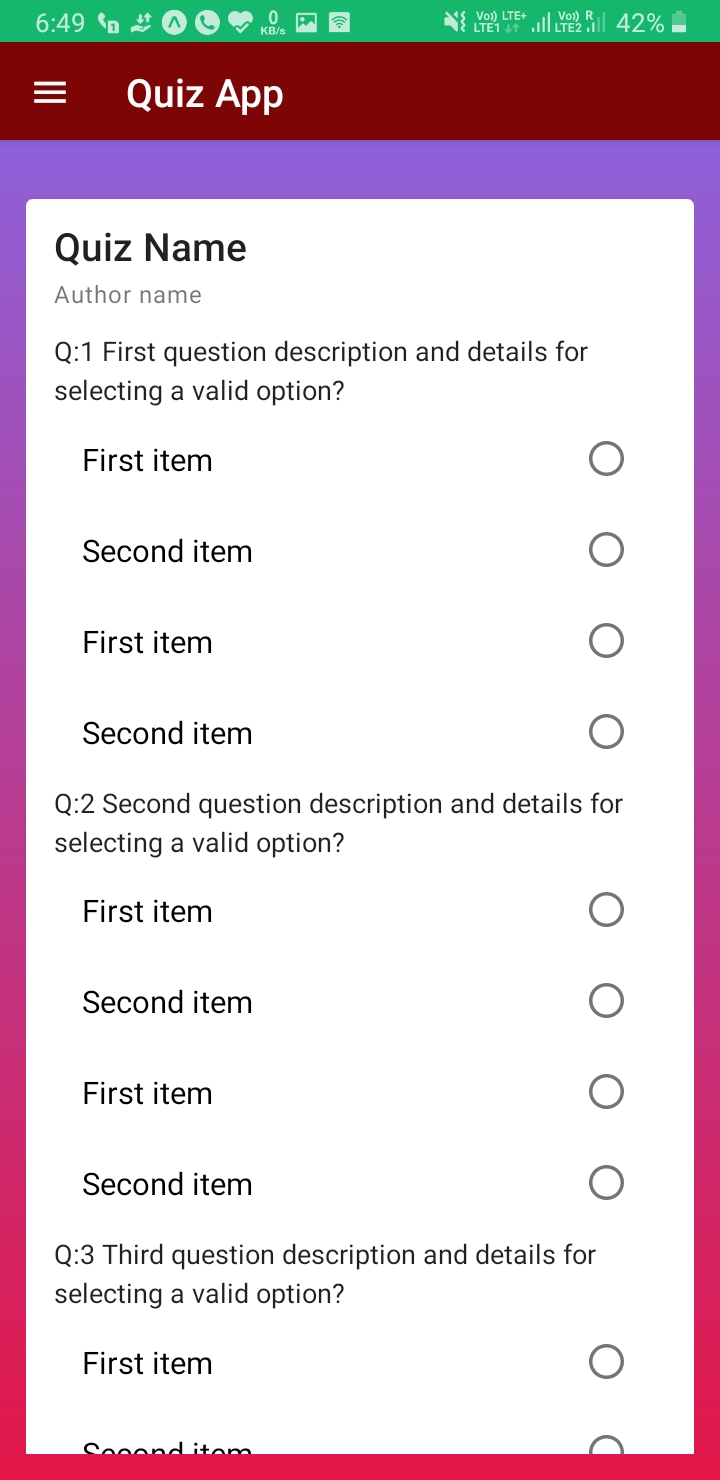 6:49 0 KB/s Vo) LTE+ LTE1 Vo) R LTE2 42%
Quiz App
Quiz Name
Author name
Q:1 First question description and details for
selecting a valid option?
First item
Second item
First item
Second item
Q:2 Second question description and details for
selecting a valid option?
First item
Second item
First item
Second item
Q:3 Third question description and details for
selecting a valid option?
First item
Second item